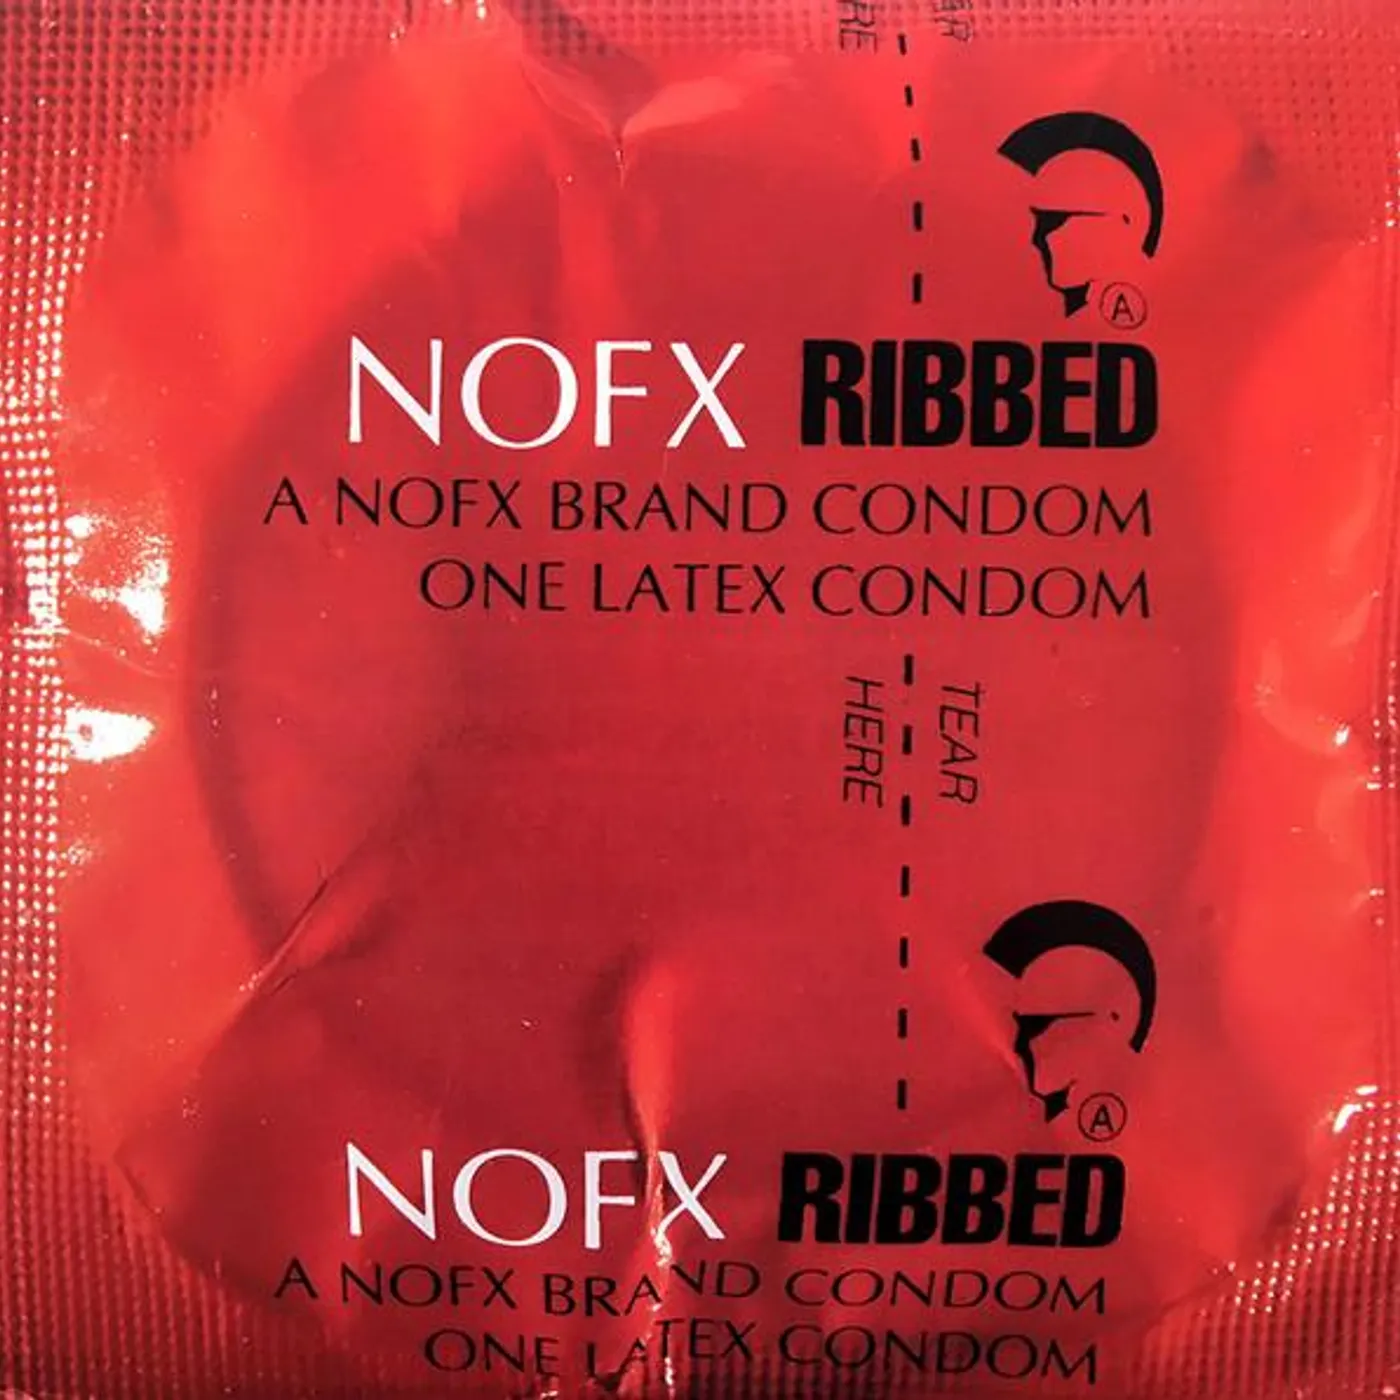 NOFX RIBBED
A NOFX BRAND CONDOM
ONE LATEX CONDOM
TEAR
HERE
A
NOFX RIBBED
A NOFX BRAND CONDOM
ONE LATEX CONDOM
A